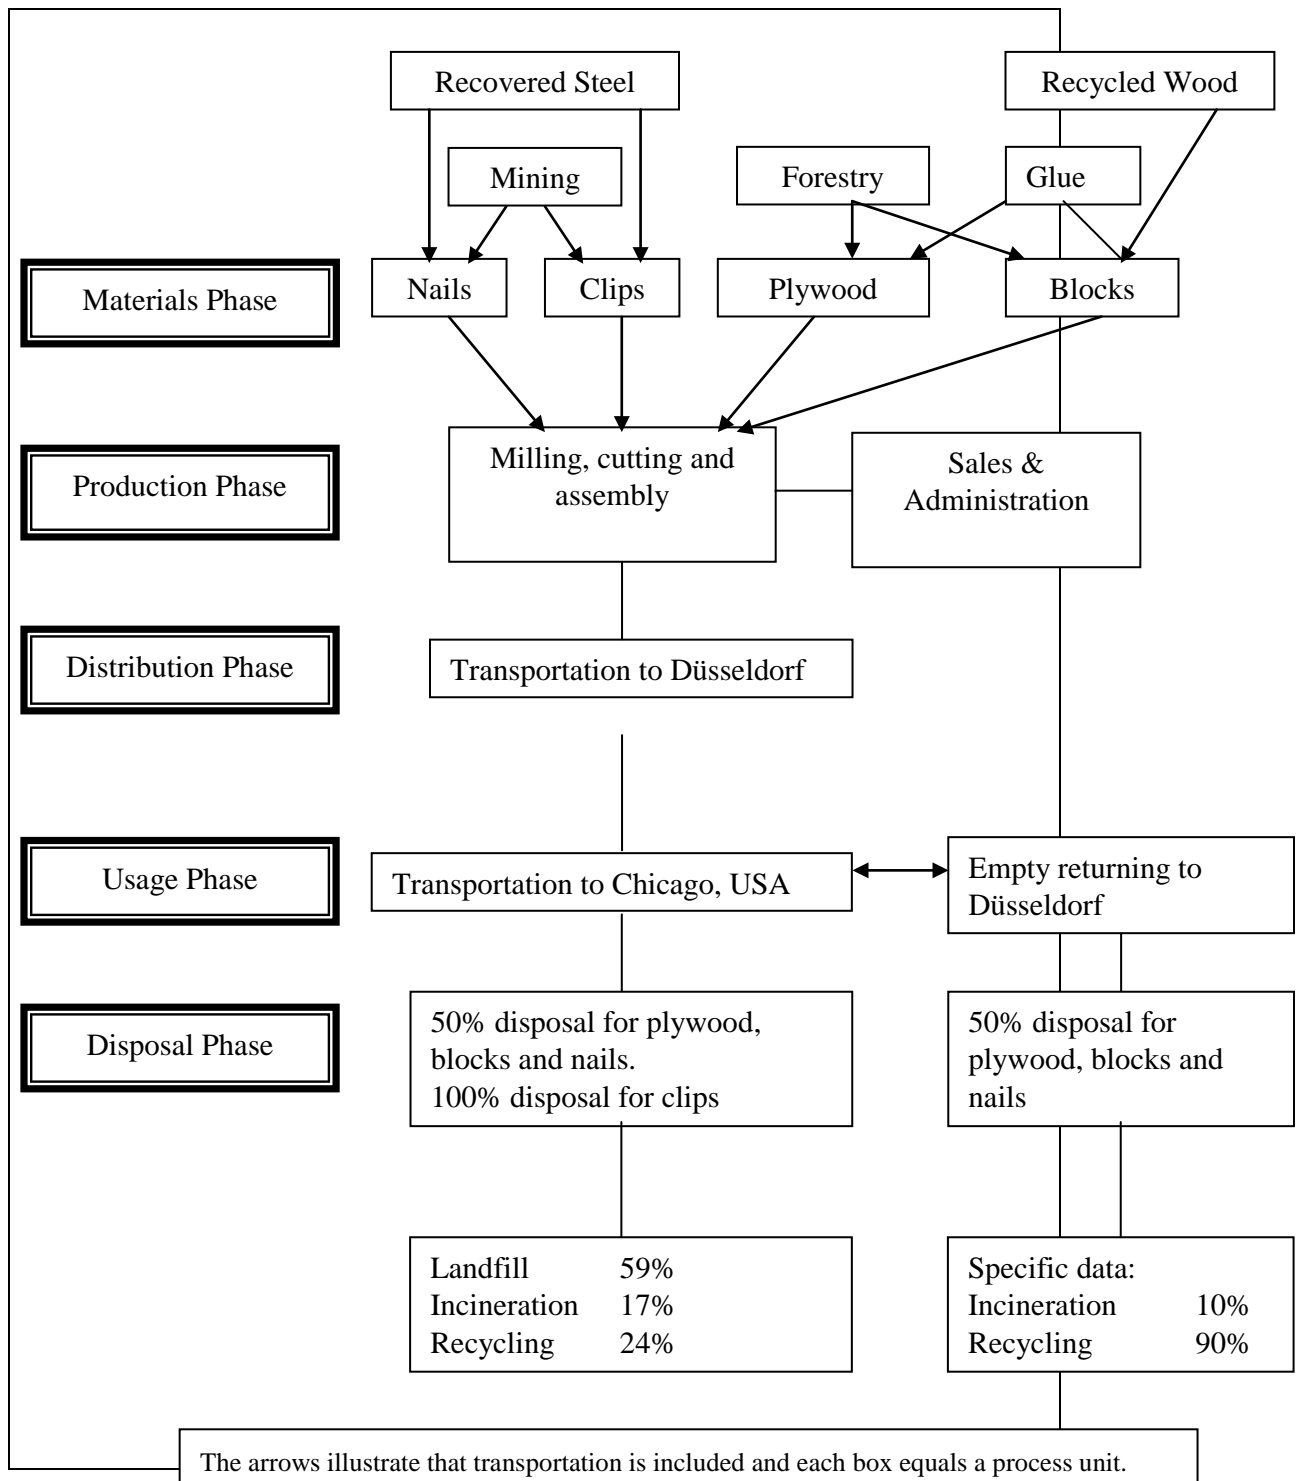 Recovered Steel
Recycled Wood
Mining
Forestry
Glue
Materials Phase
Nails
Clips
Plywood
Blocks
Production Phase
Milling, cutting and
assembly
Sales &
Administration
Distribution Phase
Transportation to Düsseldorf
Usage Phase
Transportation to Chicago, USA
Empty returning to
Düsseldorf
Disposal Phase
50% disposal for plywood,
blocks and nails.
100% disposal for clips
50% disposal for
plywood, blocks and
nails
Landfill 59%
Incineration 17%
Recycling 24%
Specific data:
Incineration 10%
Recycling 90%
The arrows illustrate that transportation is included and each box equals a process unit.